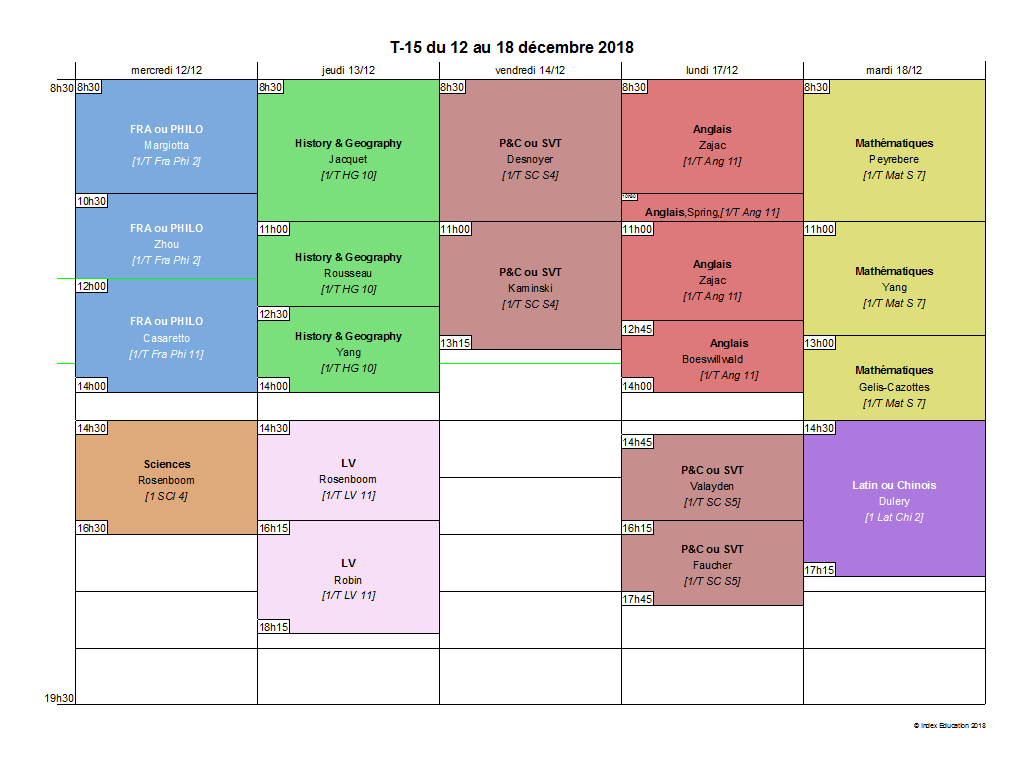 T-15 du 12 au 18 décembre 2018
mercredi 12/12
jeudi 13/12
vendredi 14/12
lundi 17/12
mardi 18/12
8h30
8h30
FRA ou PHILO
Margiotta
[1/T Fra Phi 2]
10h30
FRA ou PHILO
Zhou
[1/T Fra Phi 2]
12h00
FRA ou PHILO
Casaretto
[1/T Fra Phi 11]
14h00
14h30
Sciences
Rosenboom
[1 SCI 4]
16h30
8h30
History & Geography
Jacquet
[1/T HG 10]
11h00
History & Geography
Rousseau
[1/T HG 10]
12h30
History & Geography
Yang
[1/T HG 10]
14h00
14h30
LV
Rosenboom
[1/T LV 11]
16h15
LV
Robin
[1/T LV 11]
18h15
8h30
P&C ou SVT
Desnoyer
[1/T SC S4]
11h00
P&C ou SVT
Kaminski
[1/T SC S4]
13h15
8h30
Anglais
Zajac
[1/T Ang 11]
10h30
Anglais,Spring,[1/T Ang 11]
11h00
Anglais
Zajac
[1/T Ang 11]
12h45
Anglais
Boeswillwald
[1/T Ang 11]
14h00
14h45
P&C ou SVT
Valayden
[1/T SC S5]
16h15
P&C ou SVT
Faucher
[1/T SC S5]
17h45
8h30
Mathématiques
Peyrebere
[1/T Mat S 7]
11h00
Mathématiques
Yang
[1/T Mat S 7]
13h00
Mathématiques
Gelis-Cazottes
[1/T Mat S 7]
14h30
Latin ou Chinois
Dulery
[1 Lat Chi 2]
17h15
19h30
© Index Education 2018